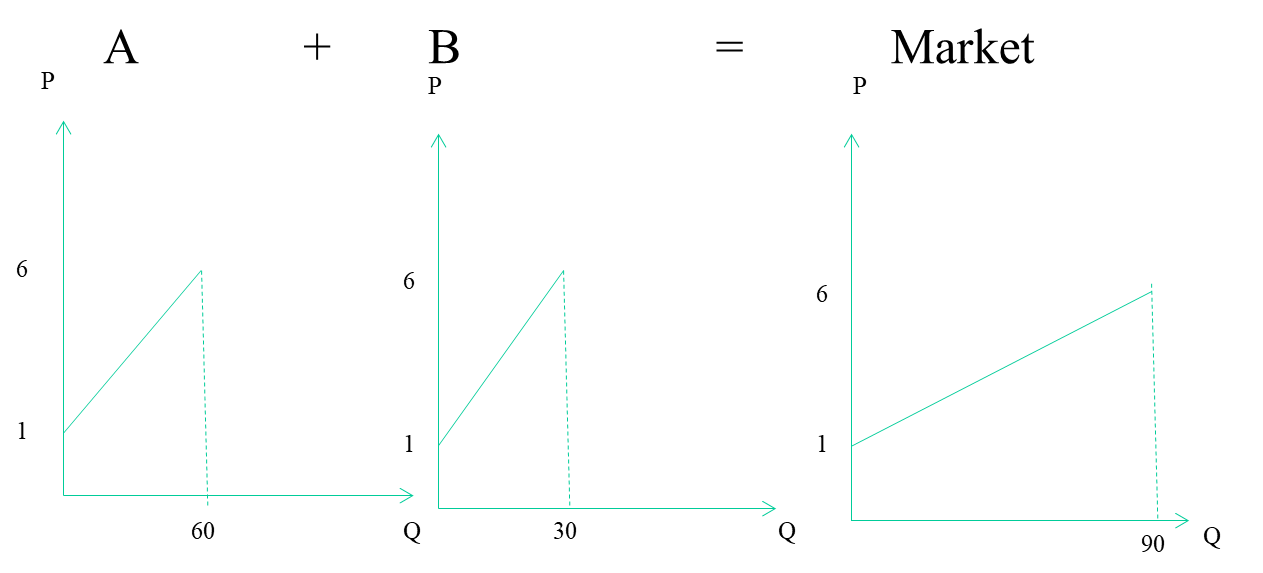 A + B = Market
P P P
6 6 6
1 1 1
60 Q 30 Q 90 Q